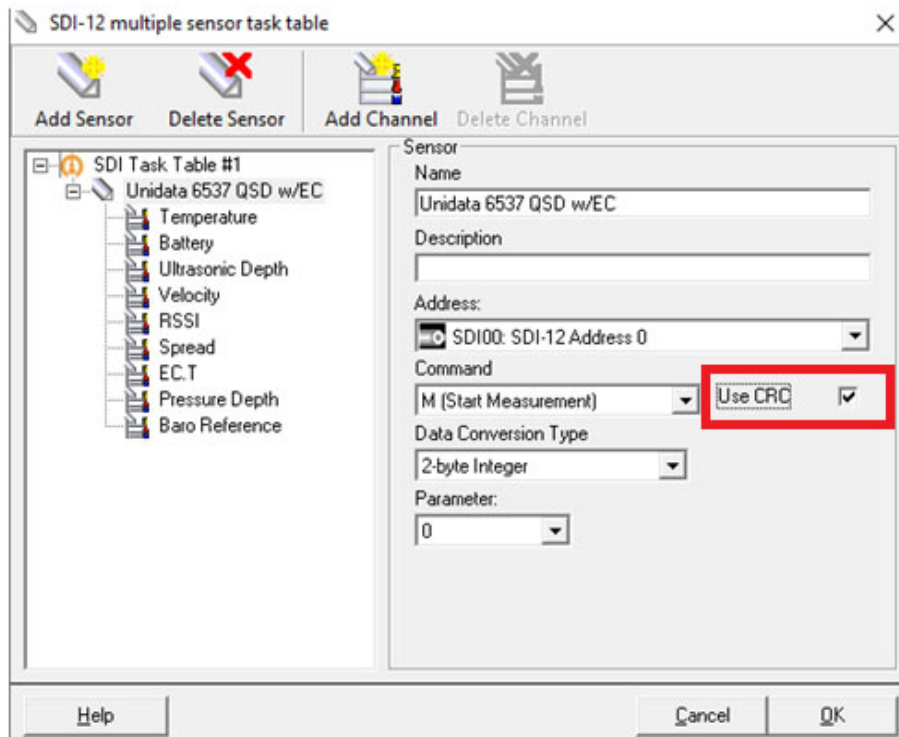 SDI-12 multiple sensor task table
Add Sensor
Delete Sensor
Add Channel
Delete Channel
SDI Task Table #1
Unidata 6537 QSD w/EC
Temperature
Battery
Ultrasonic Depth
Velocity
RSSI
Spread
EC.T
Pressure Depth
Baro Reference
Sensor
Name
Unidata 6537 QSD w/EC
Description
Address:
SDI00: SDI-12 Address 0
Command
M (Start Measurement)
Use CRC
Data Conversion Type
2-byte Integer
Parameter:
0
Help
Cancel
OK